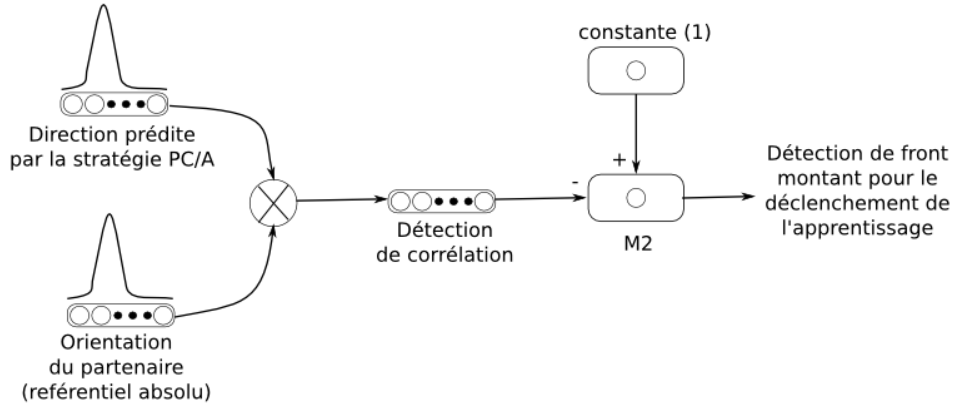 constante (1)
Direction prédite
par la stratégie PC/A
+
-
Détection de front
montant pour le
déclenchement de
l'apprentissage
Détection
de corrélation
M2
Orientation
du partenaire
(reférentiel absolu)